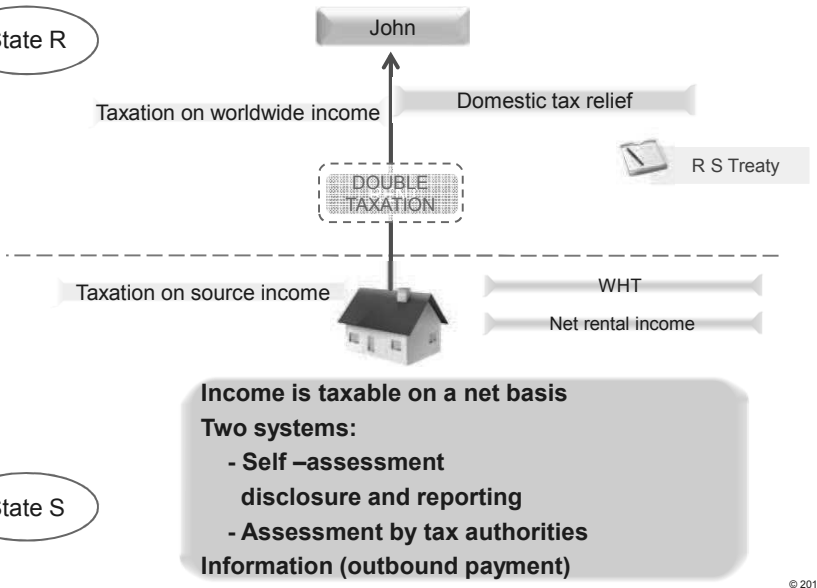 State R
John
Taxation on worldwide income
Domestic tax relief
R S Treaty
DOUBLE
TAXATION
Taxation on source income
WHT
Net rental income
Income is taxable on a net basis
Two systems:
- Self –assessment
disclosure and reporting
- Assessment by tax authorities
State S
Information (outbound payment)
© 201